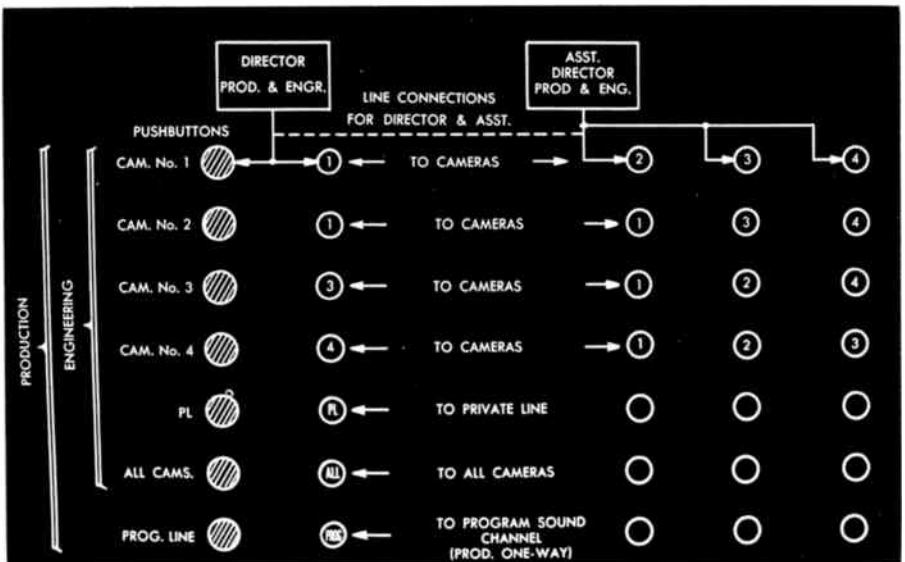 DIRECTOR
PROD. & ENGR.
ASST.
DIRECTOR
PROD & ENG.
LINE CONNECTIONS
FOR DIRECTOR & ASST.
PUSHBUTTONS
PRODUCTION
ENGINEERING
CAM. No. 1 1 TO CAMERAS 2 3 4
CAM. No. 2 1 TO CAMERAS 1 3 4
CAM. No. 3 3 TO CAMERAS 1 2 4
CAM. No. 4 4 TO CAMERAS 1 2 3
PL PL TO PRIVATE LINE
ALL CAMS. ALL TO ALL CAMERAS
PROG. LINE PROG TO PROGRAM SOUND
CHANNEL
(PROD. ONE-WAY)